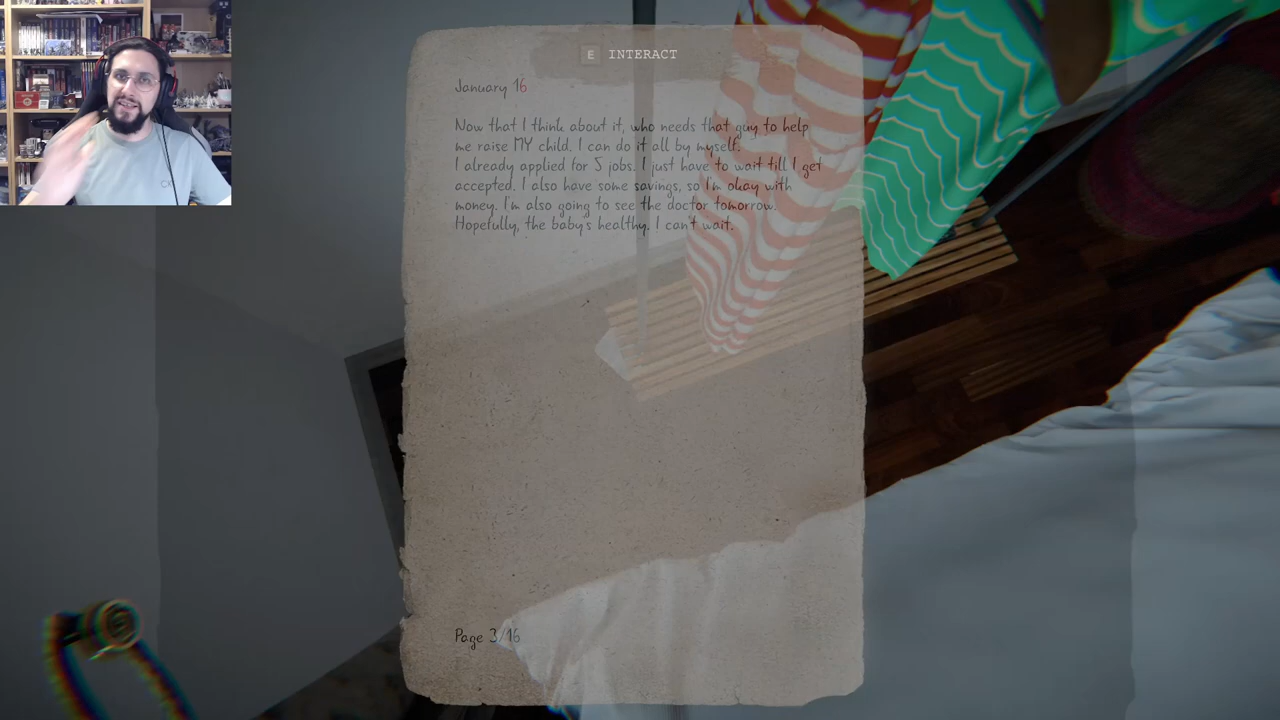 E INTERACT
January 16
Now that I think about it, who needs that guy to help
me raise MY child. I can do it all by myself.
I already applied for 5 jobs. I just have to wait till I get
accepted. I also have some savings, so I'm okay with
money. I'm also going to see the doctor tomorrow.
Hopefully, the baby's healthy. I can't wait.
Page 3/16